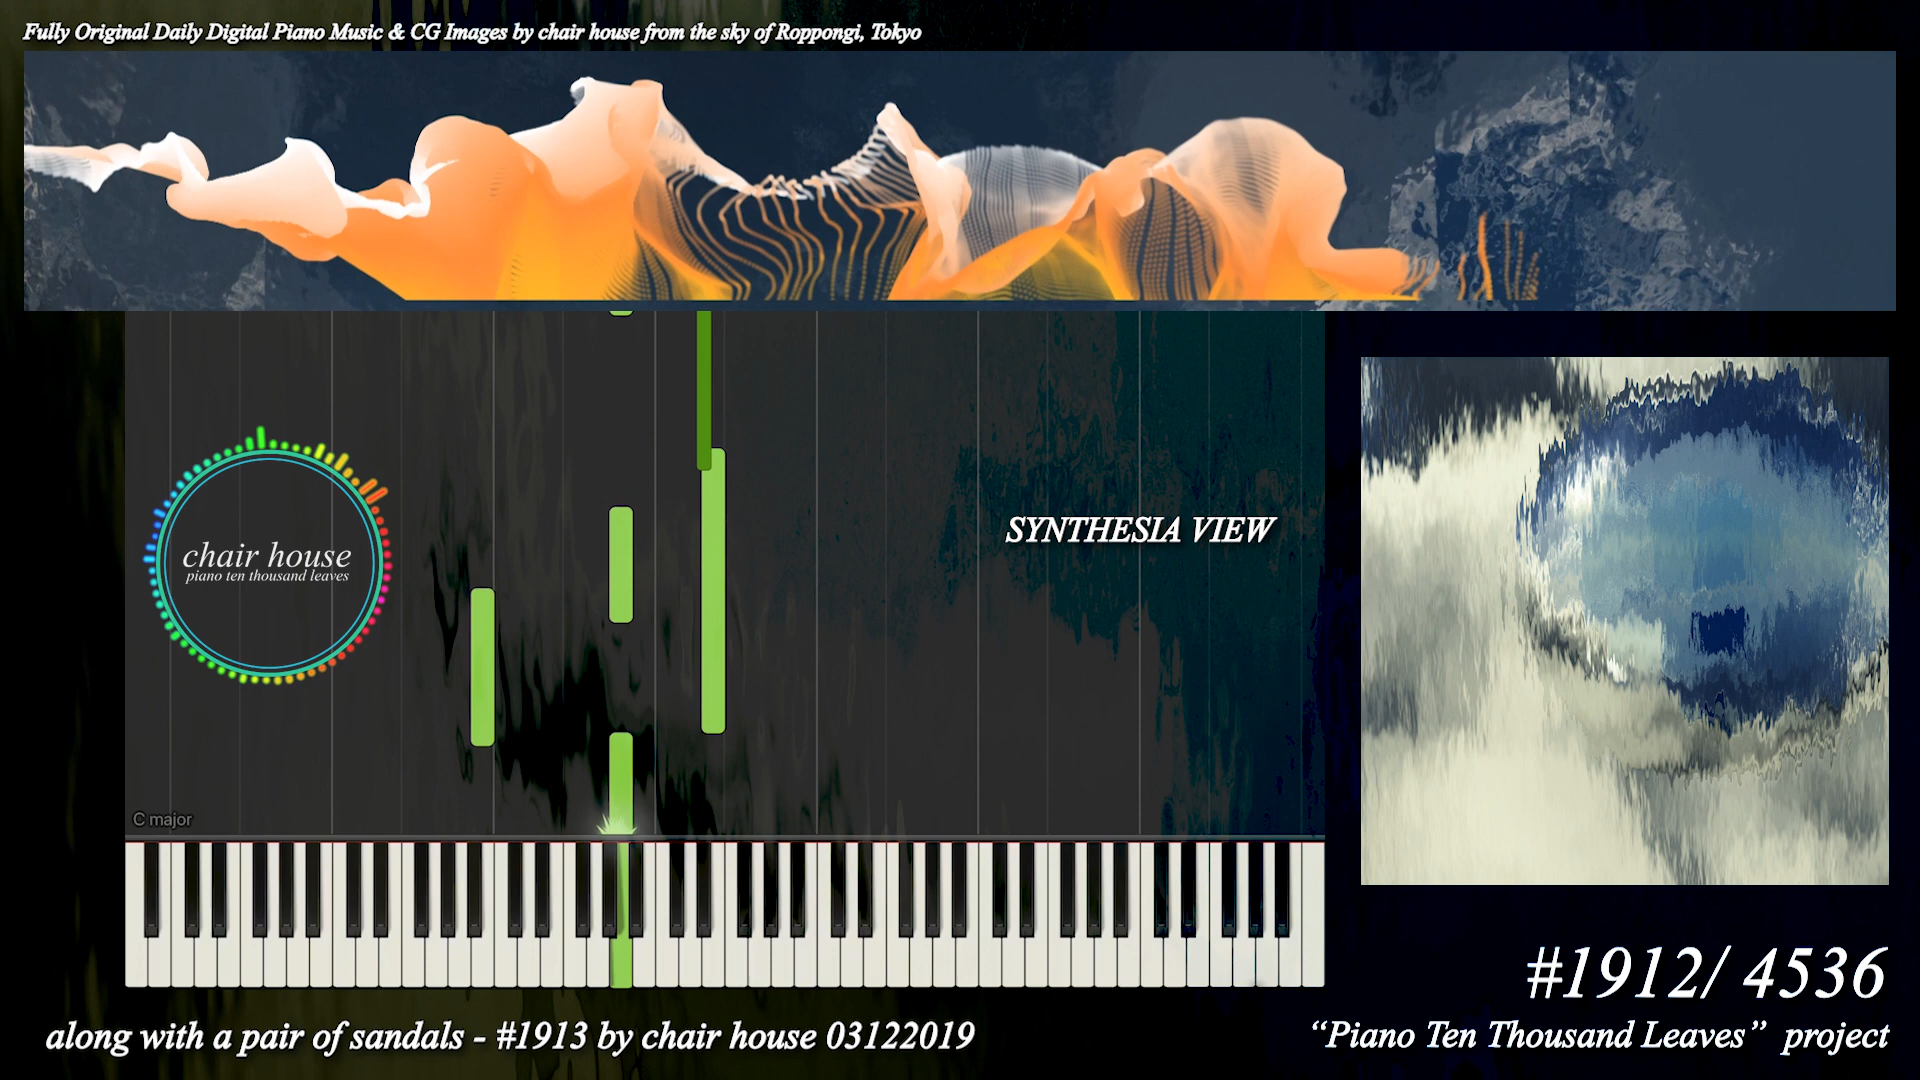 Fully Original Daily Digital Piano Music & CG Images by chair house from the sky of Roppongi, Tokyo
SYNTHESIA VIEW
chair house
piano ten thousand leaves
C major
#1912/ 4536
along with a pair of sandals - #1913 by chair house 03122019
“Piano Ten Thousand Leaves” project